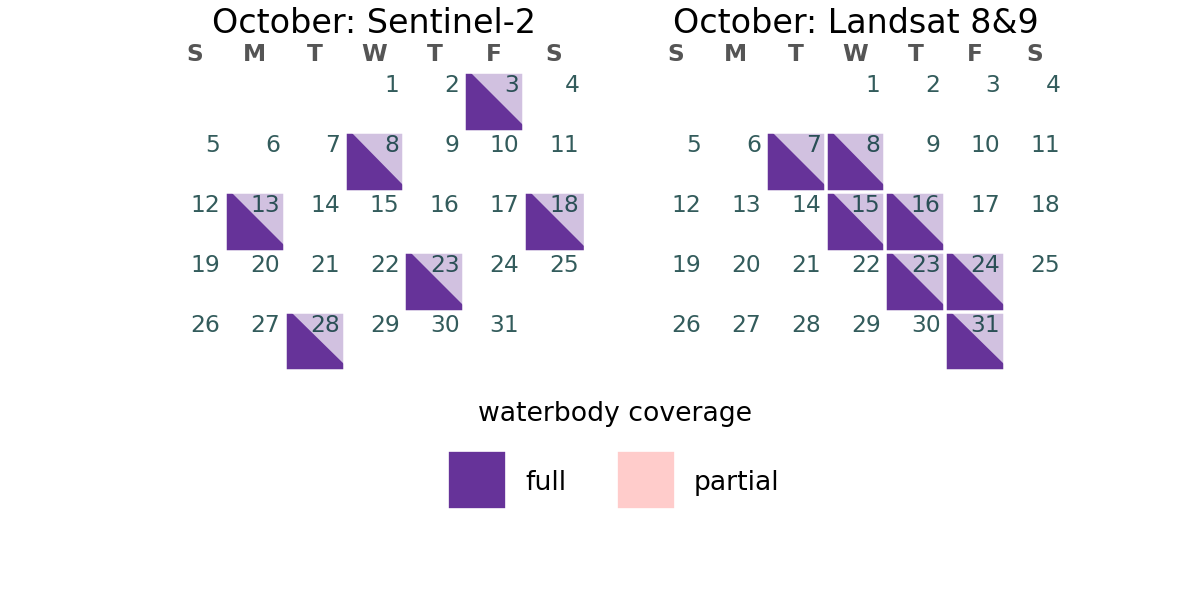 October: Sentinel-2
S M T W T F S
1 2 3 4
5 6 7 8 9 10 11
12 13 14 15 16 17 18
19 20 21 22 23 24 25
26 27 28 29 30 31
October: Landsat 8&9
S M T W T F S
1 2 3 4
5 6 7 8 9 10 11
12 13 14 15 16 17 18
19 20 21 22 23 24 25
26 27 28 29 30 31
waterbody coverage
full
partial